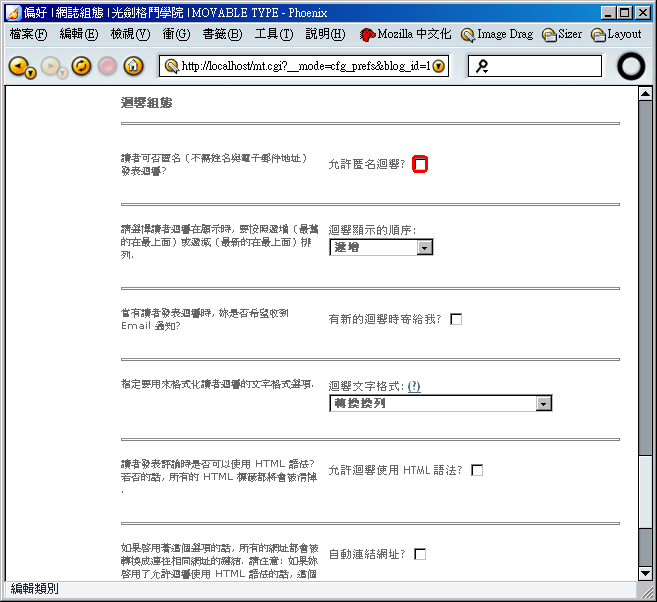 偏好 | 網誌組態 | 光劍格鬥學院 | MOVABLE TYPE - Phoenix
檔案(F) 編輯(E) 檢視(V) 衝(G) 書籤(B) 工具(T) 說明(H) Mozilla 中文化 Image Drag Sizer Layout
http://localhost/mt.cgi?__mode=cfg_prefs&blog_id=1
迴響組態
讀者可否匿名 (不需姓名與電子郵件地址)
發表迴響?
允許匿名迴響?
請選擇讀者迴響在顯示時, 要按照遞增 (最舊
的在最上面) 或遞減 (最新的在最上面) 排
列.
迴響顯示的順序:
遞增
當有讀者發表迴響時, 妳是否希望收到
Email 通知?
有新的迴響時寄給我?
指定要用來格式化讀者迴響的文字格式選項.
迴響文字格式: (?)
轉換換列
讀者發表評論時是否可以使用 HTML 語法?
若否的話, 所有的 HTML 標籤都將會被清掉
.
允許迴響使用 HTML 語法?
如果啓用著這個選項的話, 所有的網址都會被
轉換成連往相同網址的鏈結. 請注意: 如果妳
啓用了允許迴響使用 HTML 語法的話, 這個
自動連結網址?
編輯類別